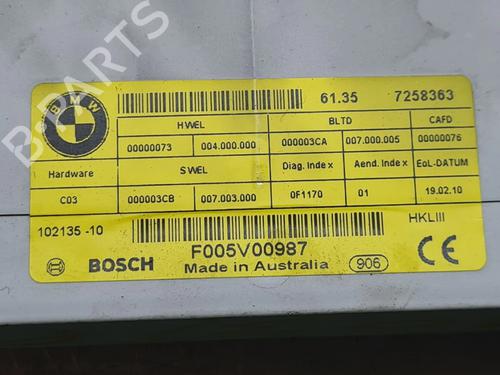 B-PARTS
BMW
61.35 7258363
HWEL BLTD CAFD
00000073 004.000.000 000003CA 007.000.005 00000076
Hardware SWEL Diag. Index x Aend. Index x EoL-DATUM
C03 000003CB 007.003.000 0F1170 01 19.02.10
102135 -10 HKLIII
F005V00987
BOSCH Made in Australia 906 CE